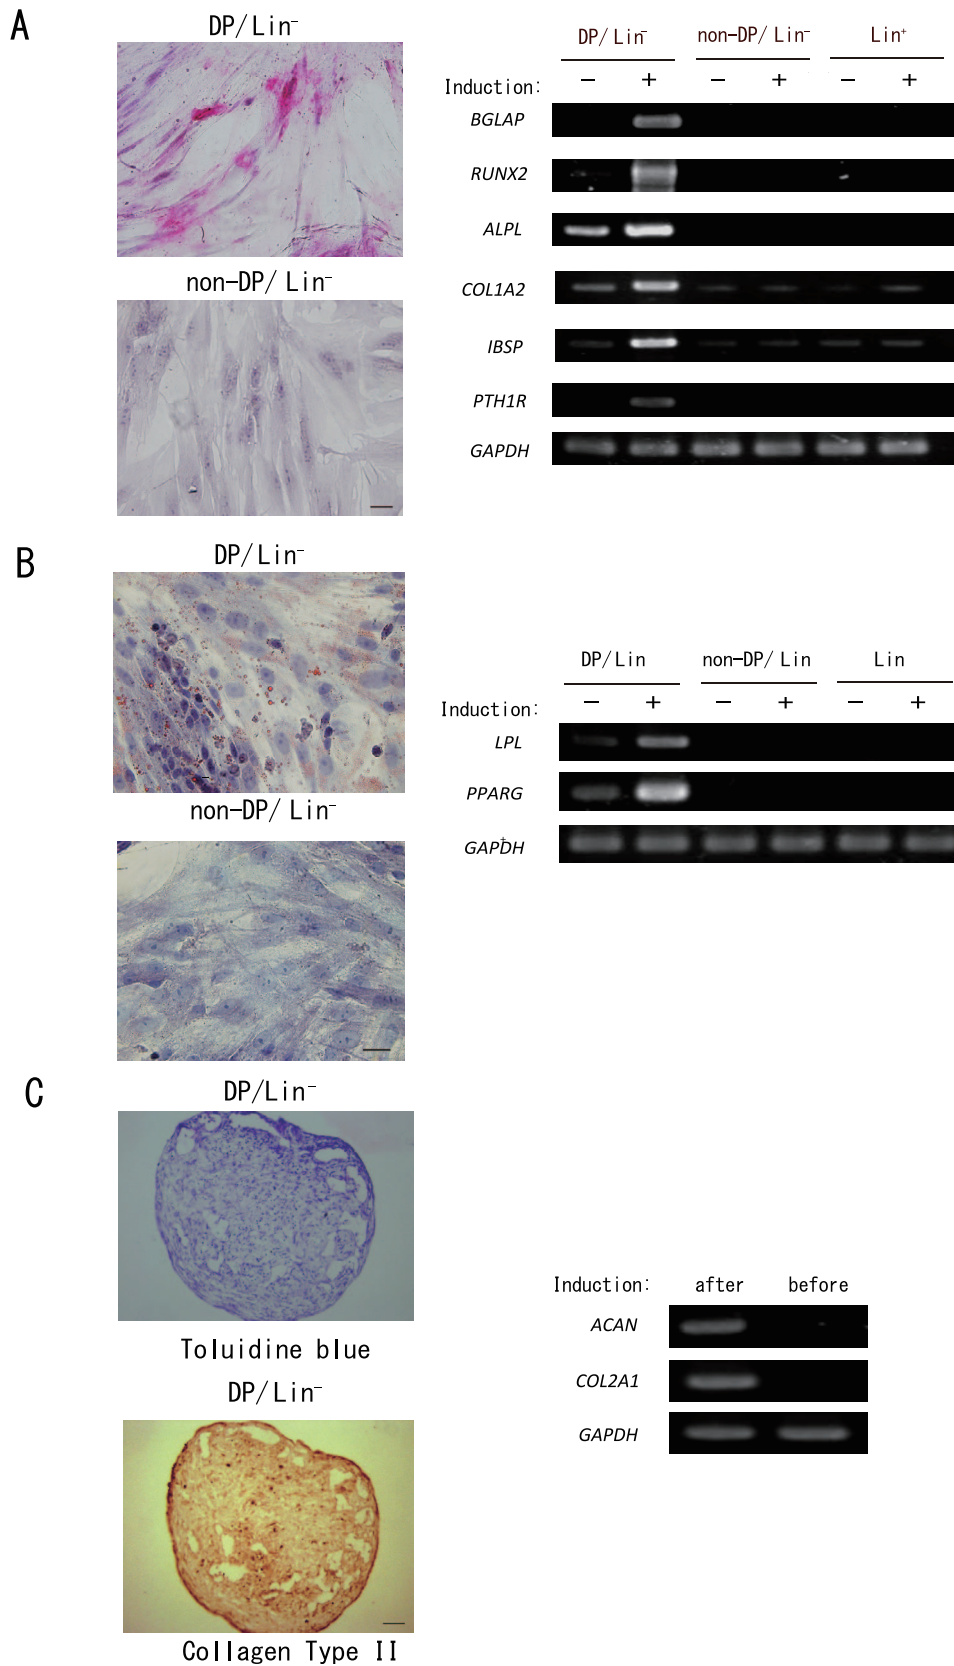 A
DP/Lin⁻
DP/Lin⁻ non-DP/Lin⁻ Lin⁺
Induction: − + − + − +
BGLAP
RUNX2
ALPL
non-DP/Lin⁻
COL1A2
IBSP
PTH1R
GAPDH
B
DP/Lin⁻
DP/Lin non-DP/Lin Lin
Induction: − + − + − +
LPL
PPARG
non-DP/Lin⁻
+
GAPDH
C
DP/Lin⁻
Induction: after before
ACAN
Toluidine blue
COL2A1
DP/Lin⁻
GAPDH
Collagen Type II